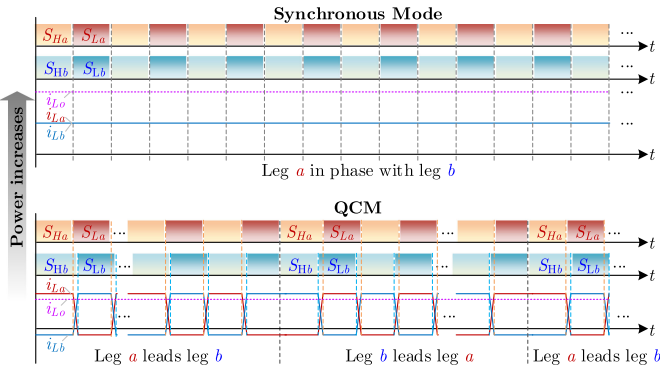 Synchronous Mode
S_Ha S_La ... t
S_Hb S_Lb ... t
i_Lo ...
i_La
i_Lb ...
t
Leg a in phase with leg b
Power increases
QCM
S_Ha S_La ... S_Ha S_La ... S_Ha S_La ... t
S_Hb S_Lb ... S_Hb S_Lb ... S_Hb S_Lb ... t
i_La
i_Lo
... ... ... t
i_Lb
Leg a leads leg b Leg b leads leg a Leg a leads leg b